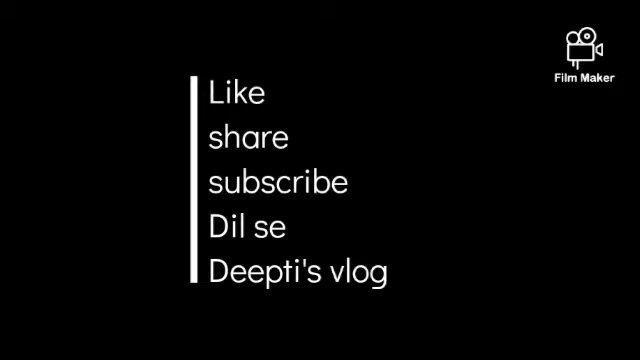 Film Maker
Like
share
subscribe
Dil se
Deepti's vlog